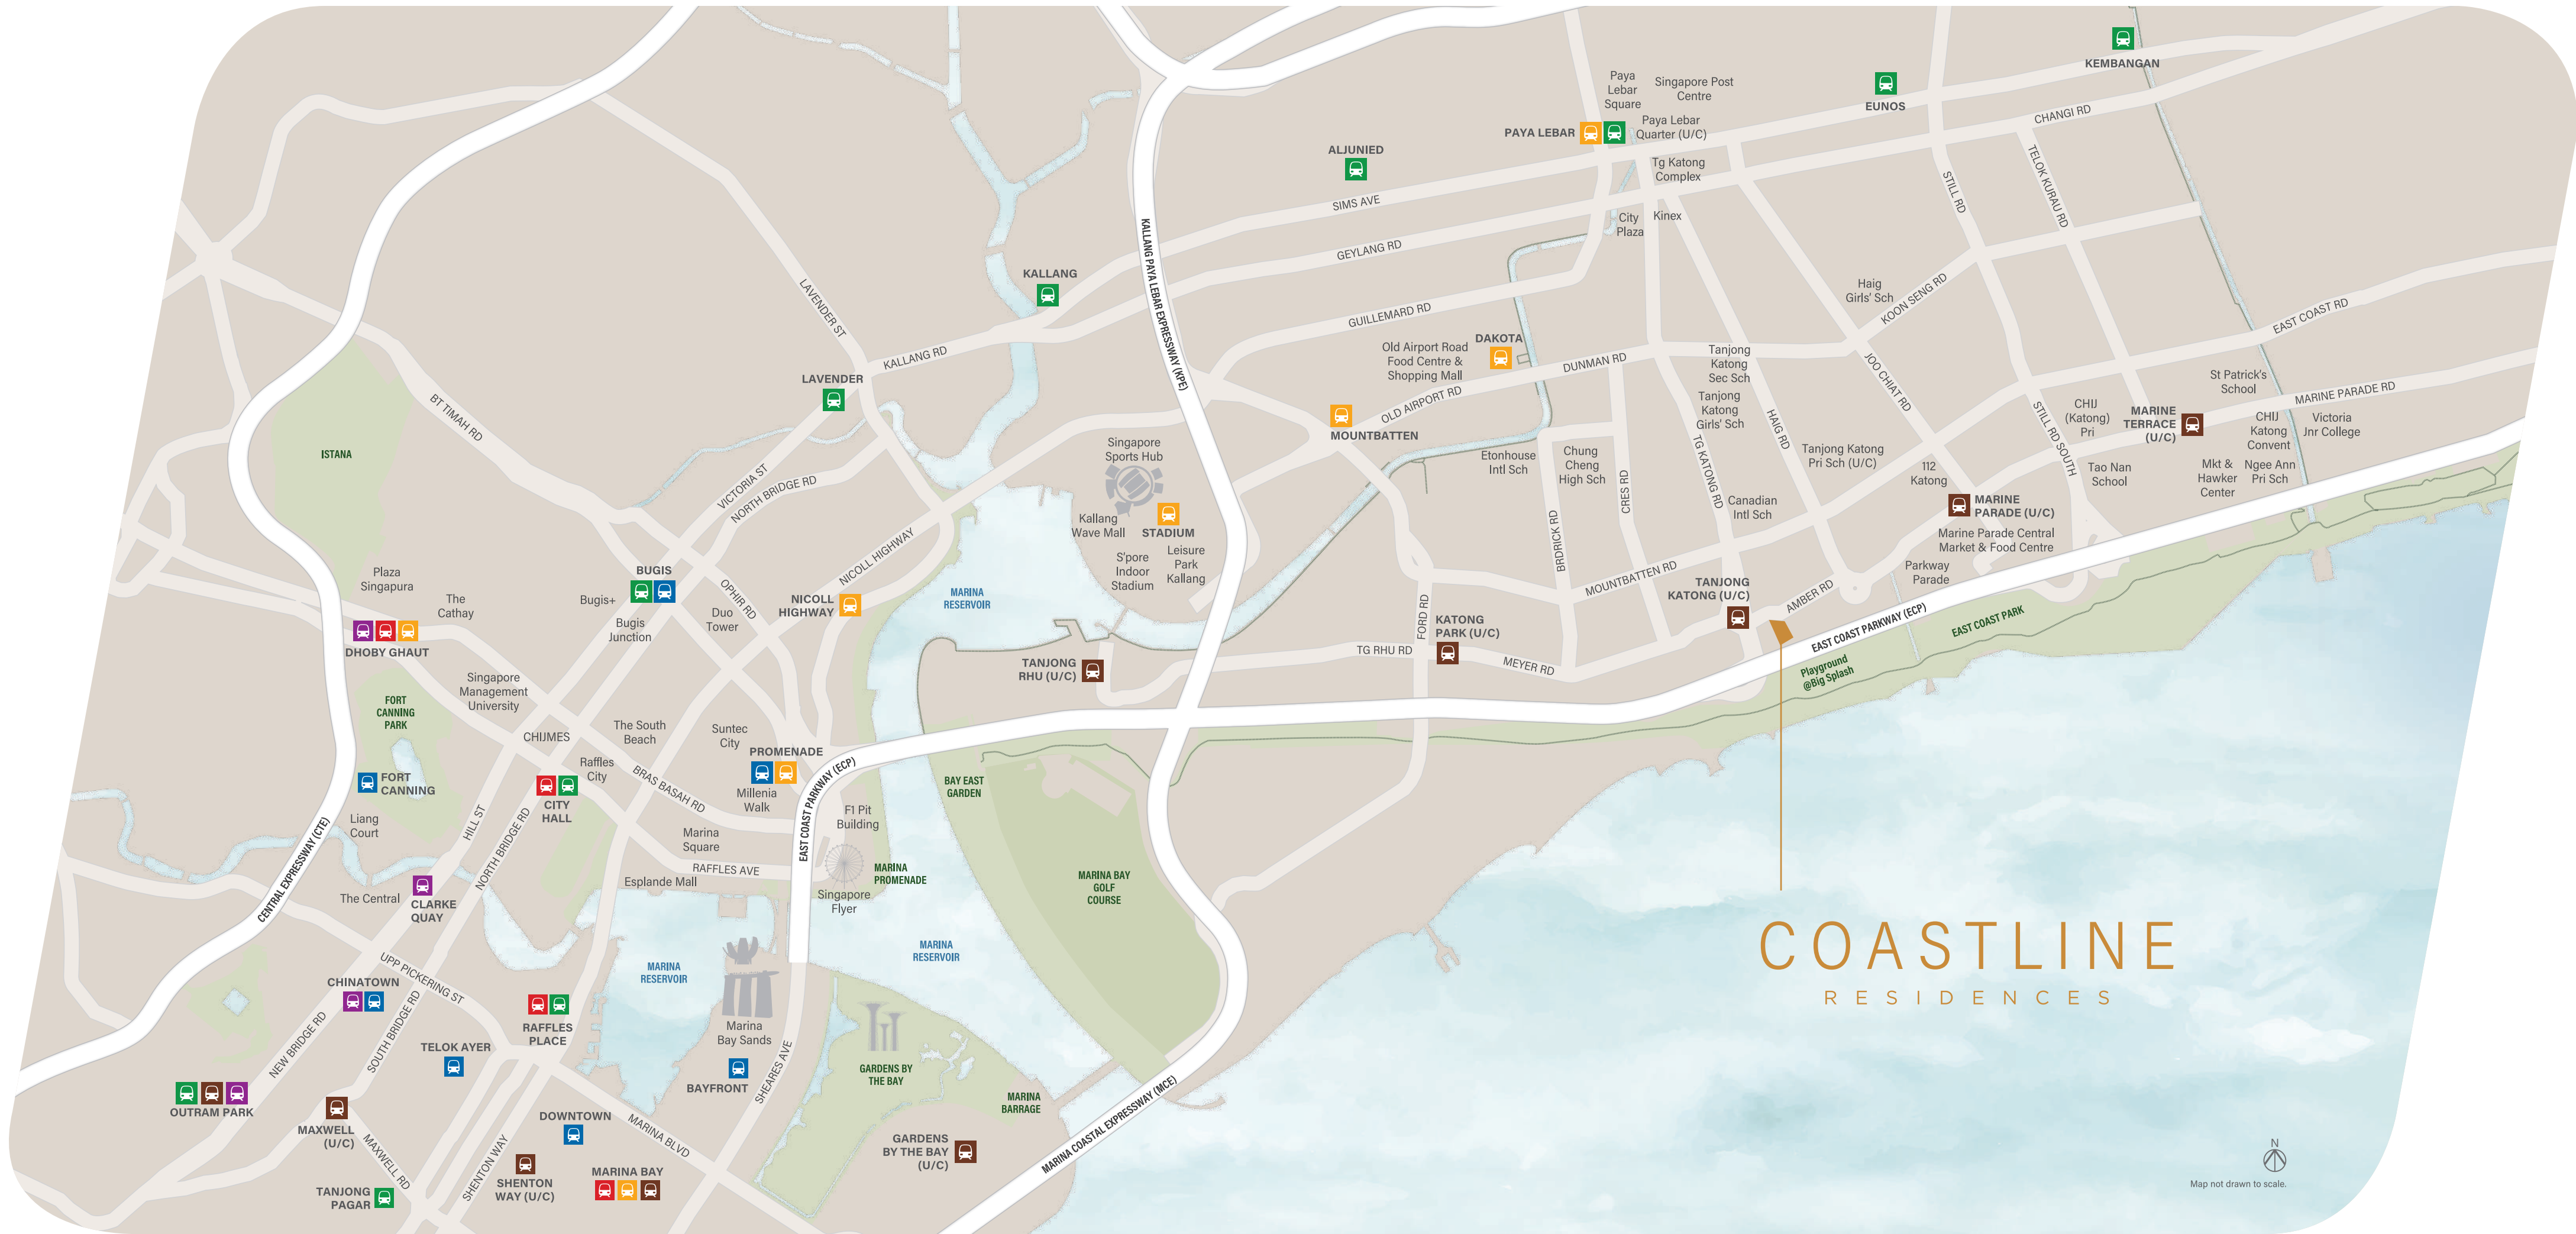 KEMBANGAN
EUNOS
CHANGI RD
Paya
Lebar
Square
Singapore Post
Centre
PAYA LEBAR
Paya Lebar
Quarter (U/C)
ALJUNIED
Tg Katong
Complex
SIMS AVE
STILL RD
TELOK KURAU RD
City
Plaza
Kinex
GEYLANG RD
KALLANG PAYA LEBAR EXPRESSWAY (KPE)
KALLANG
LAVENDER ST
Haig
Girls' Sch
KOON SENG RD
GUILLEMARD RD
EAST COAST RD
DAKOTA
Old Airport Road
Food Centre &
Shopping Mall
DUNMAN RD
Tanjong
Katong
Sec Sch
KALLANG RD
LAVENDER
JOO CHIAT RD
St Patrick's
School
MARINE PARADE RD
OLD AIRPORT RD
Tanjong
Katong
Girls' Sch
HAIG RD
BT TIMAH RD
MOUNTBATTEN
CHIJ
(Katong)
Pri
MARINE
TERRACE
(U/C)
CHIJ
Katong
Convent
Victoria
Jnr College
STILL RD SOUTH
ISTANA
Singapore
Sports Hub
Etonhouse
Intl Sch
Chung
Cheng
High Sch
TG KATONG RD
Tanjong Katong
Pri Sch (U/C)
112
Katong
Tao Nan
School
Mkt &
Hawker
Center
Ngee Ann
Pri Sch
VICTORIA ST
NORTH BRIDGE RD
CRES RD
Canadian
Intl Sch
MARINE
PARADE (U/C)
Kallang
Wave Mall
STADIUM
BRDRICK RD
Marine Parade Central
Market & Food Centre
NICOLL HIGHWAY
S'pore
Indoor
Stadium
Leisure
Park
Kallang
Parkway
Parade
MOUNTBATTEN RD
Plaza
Singapura
BUGIS
The
Cathay
Bugis+
OPHIR RD
Duo
Tower
NICOLL
HIGHWAY
MARINA
RESERVOIR
TANJONG
KATONG (U/C)
AMBER RD
Bugis
Junction
FORD RD
KATONG
PARK (U/C)
EAST COAST PARKWAY (ECP)
EAST COAST PARK
DHOBY GHAUT
TANJONG
RHU (U/C)
TG RHU RD
MEYER RD
Playground
@Big Splash
Singapore
Management
University
FORT
CANNING
PARK
The South
Beach
Suntec
City
CHIJMES
PROMENADE
Raffles
City
BRAS BASAH RD
EAST COAST PARKWAY (ECP)
FORT
CANNING
CITY
HALL
Millenia
Walk
BAY EAST
GARDEN
F1 Pit
Building
Liang
Court
HILL ST
NORTH BRIDGE RD
Marina
Square
RAFFLES AVE
CENTRAL EXPRESSWAY (CTE)
Esplande Mall
MARINA
PROMENADE
MARINA BAY
GOLF
COURSE
The Central
CLARKE
QUAY
Singapore
Flyer
COASTLINE
RESIDENCES
UPP PICKERING ST
MARINA
RESERVOIR
MARINA
RESERVOIR
CHINATOWN
NEW BRIDGE RD
SOUTH BRIDGE RD
RAFFLES
PLACE
Marina
Bay Sands
TELOK AYER
BAYFRONT
SHEARES AVE
GARDENS BY
THE BAY
MARINA
BARRAGE
MARINA COASTAL EXPRESSWAY (MCE)
OUTRAM PARK
MAXWELL
(U/C)
MAXWELL RD
DOWNTOWN
MARINA BLVD
GARDENS
BY THE BAY
(U/C)
SHENTON WAY
SHENTON
WAY (U/C)
MARINA BAY
TANJONG
PAGAR
N
Map not drawn to scale.